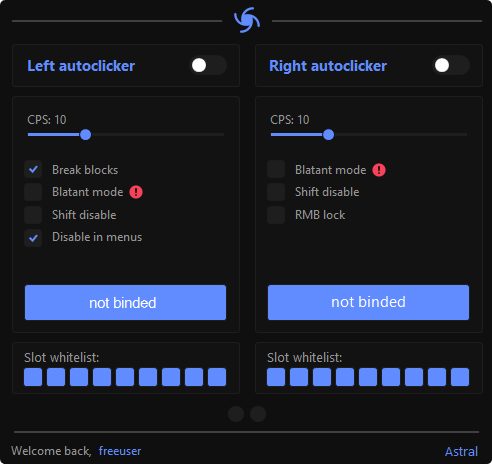 Left autoclicker
Right autoclicker
CPS: 10
CPS: 10
Break blocks
Blatant mode
Shift disable
Disable in menus
Blatant mode
Shift disable
RMB lock
not binded
not binded
Slot whitelist:
Slot whitelist:
Welcome back, freeuser
Astral